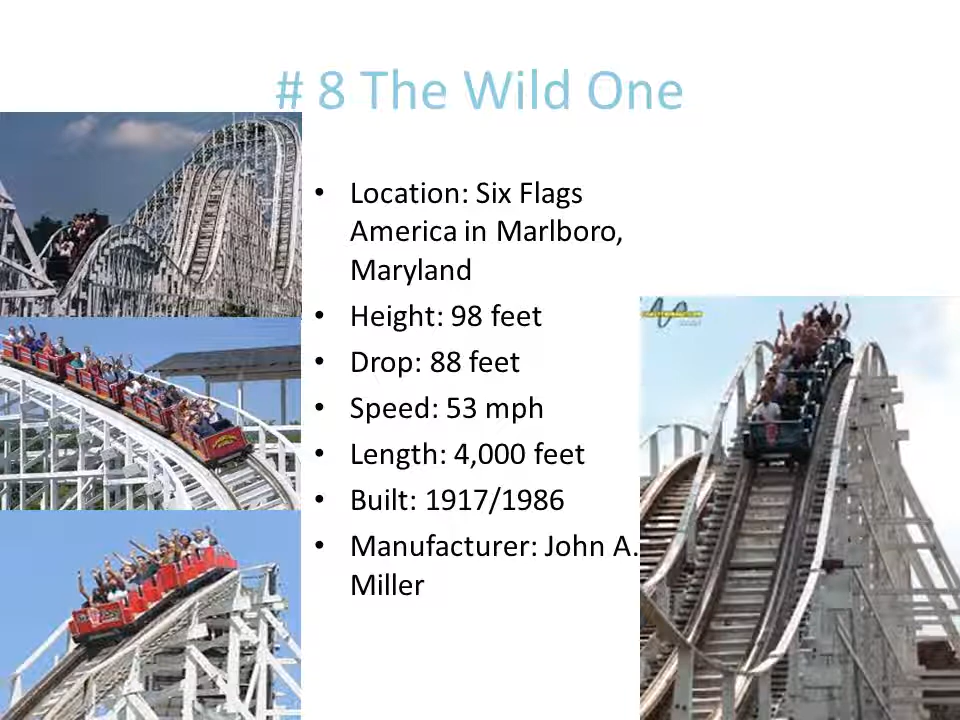 # 8 The Wild One
• Location: Six Flags
America in Marlboro,
Maryland
• Height: 98 feet
• Drop: 88 feet
• Speed: 53 mph
• Length: 4,000 feet
• Built: 1917/1986
• Manufacturer: John A.
Miller